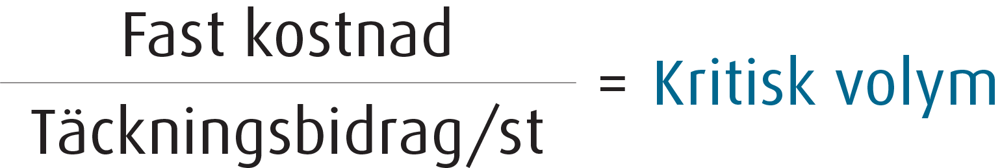 Fast kostnad
Täckningsbidrag/st
= Kritisk volym